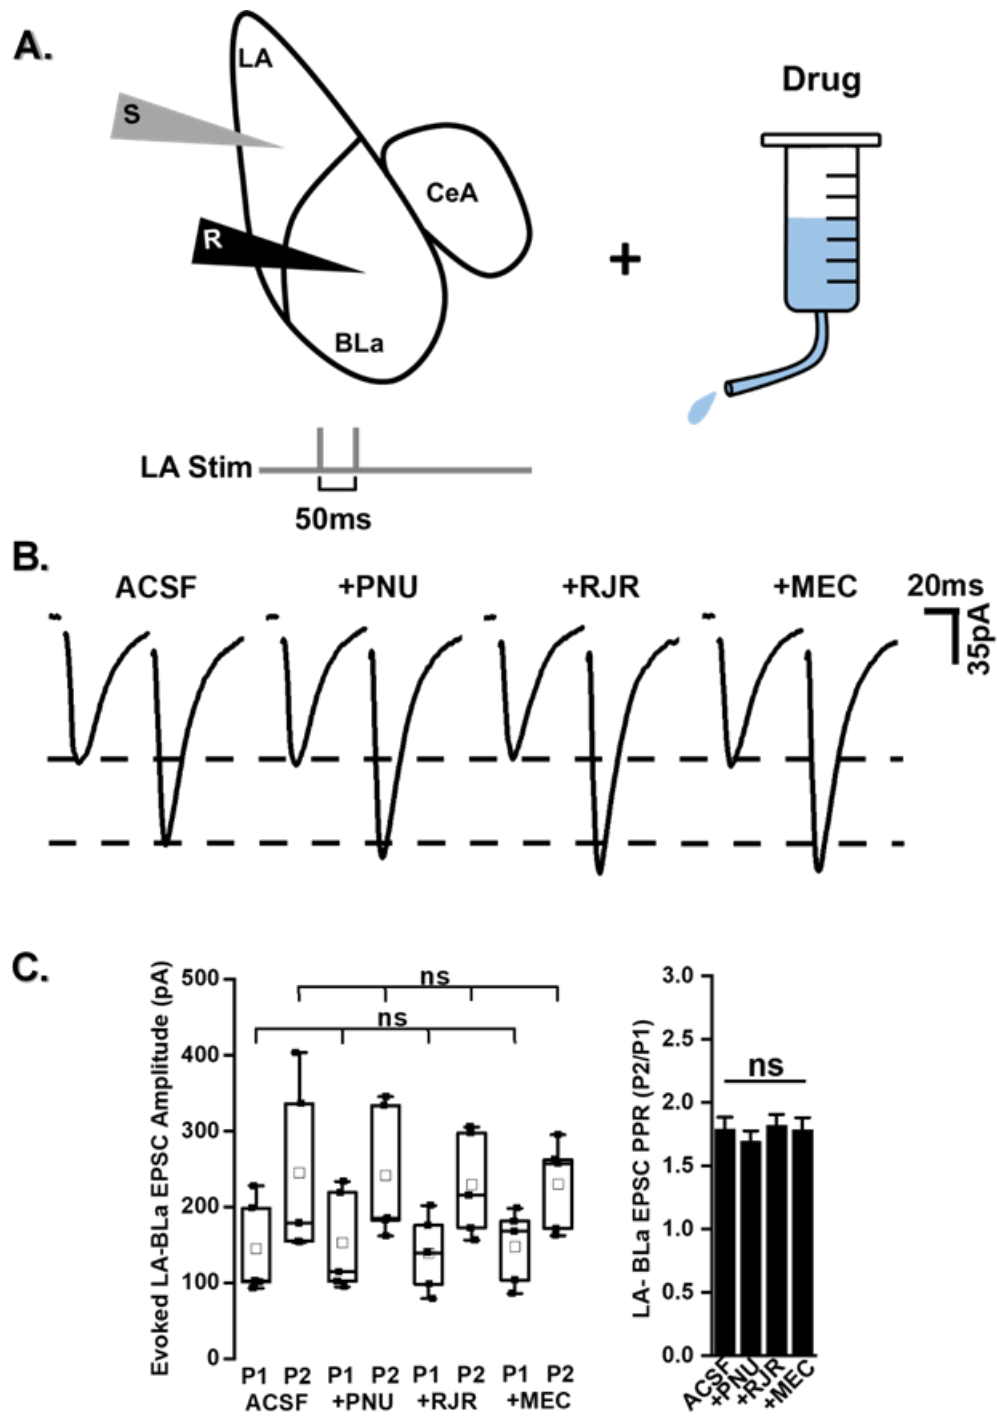 A.
LA
S
Drug
CeA
R
+
BLa
LA Stim
50ms
B.
ACSF +PNU +RJR +MEC 20ms
35pA
C.
Evoked LA-BLa EPSC Amplitude (pA)
500
400
300
200
100
0
ns
ns
P1 P2 P1 P2 P1 P2 P1 P2
ACSF +PNU +RJR +MEC
LA- BLa EPSC PPR (P2/P1)
3.0
2.5
2.0
1.5
1.0
0.5
0.0
ns
ACSF
+PNU
+RJR
+MEC